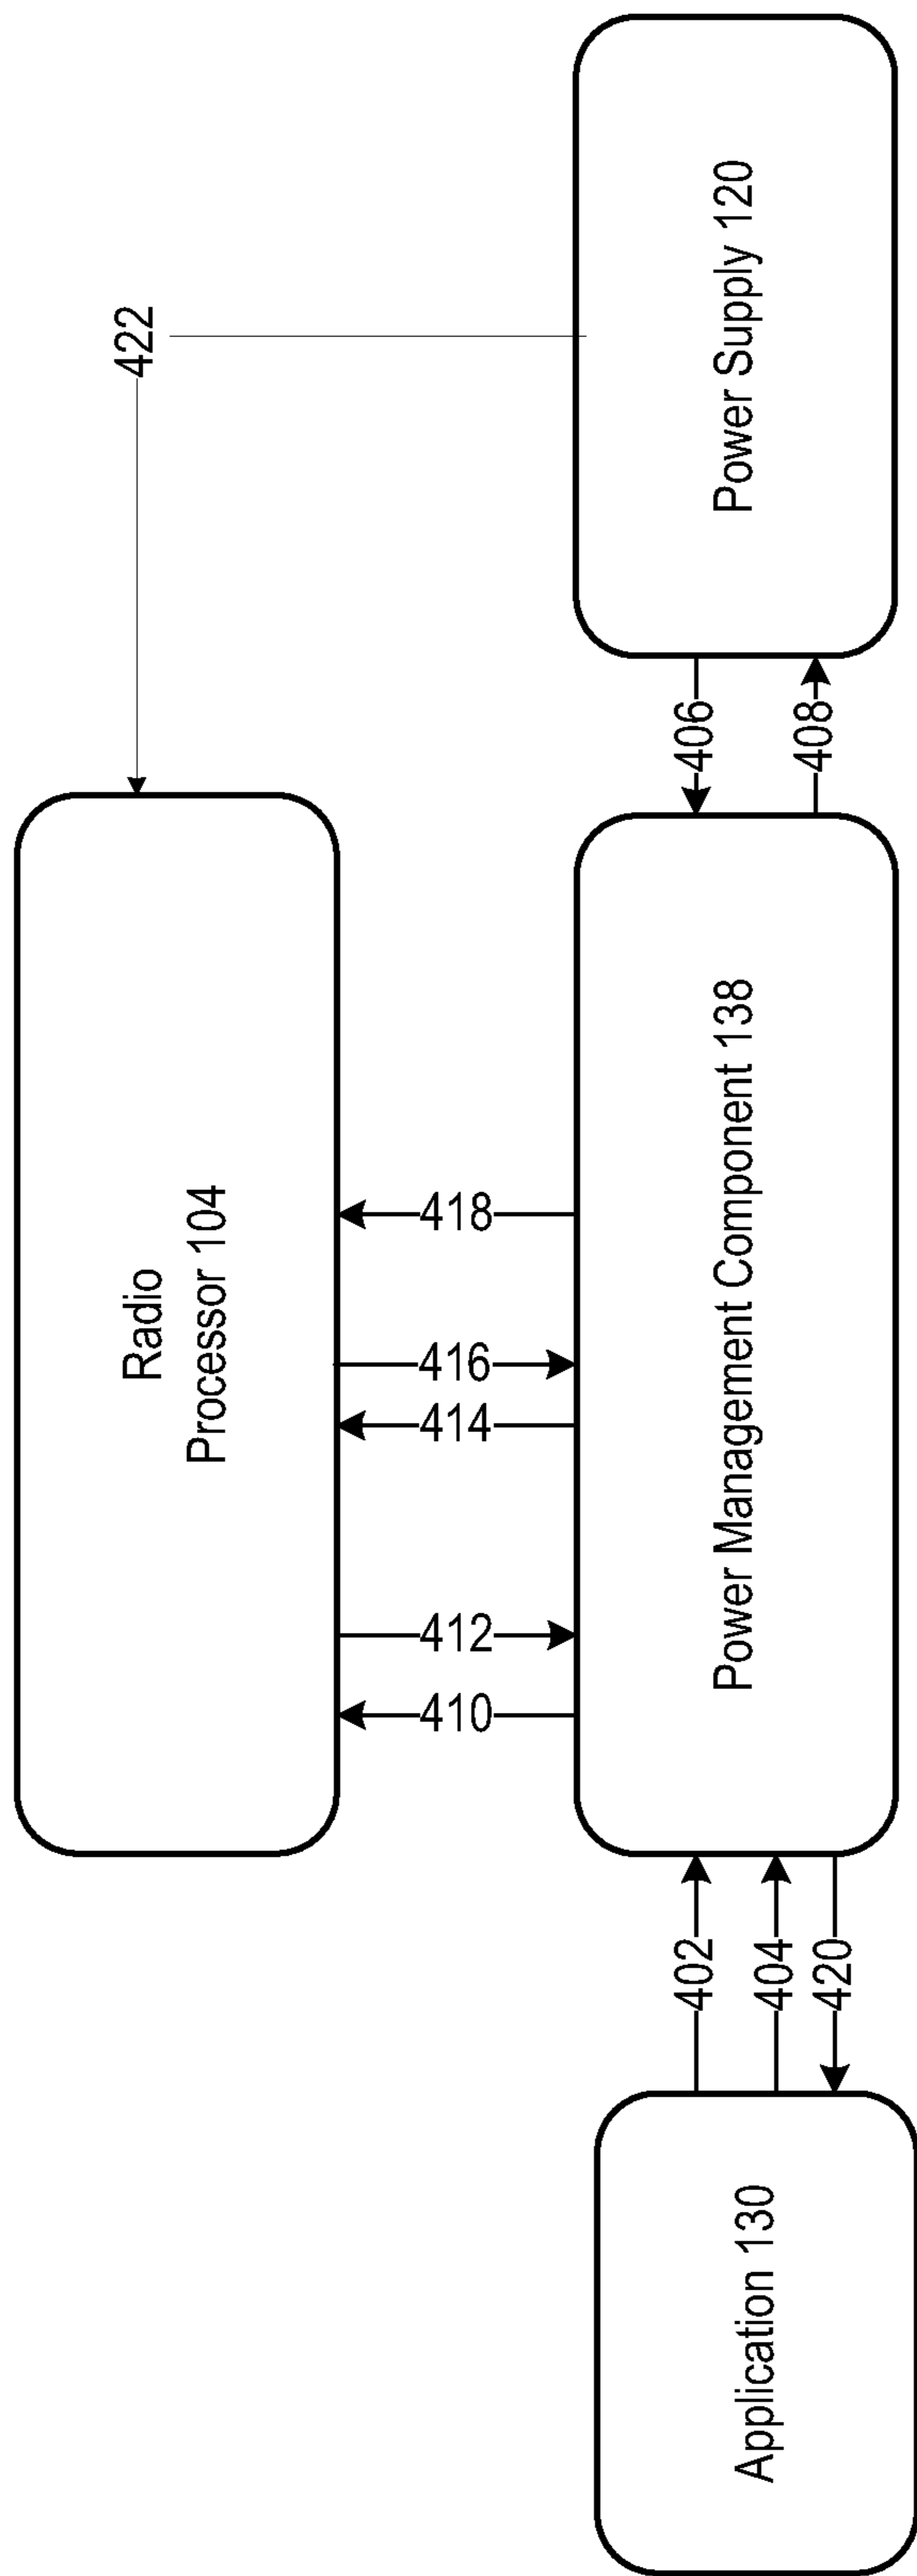 Radio
Processor 104
422
410
412
414
416
418
Application 130
402
404
420
Power Management Component 138
406
408
Power Supply 120